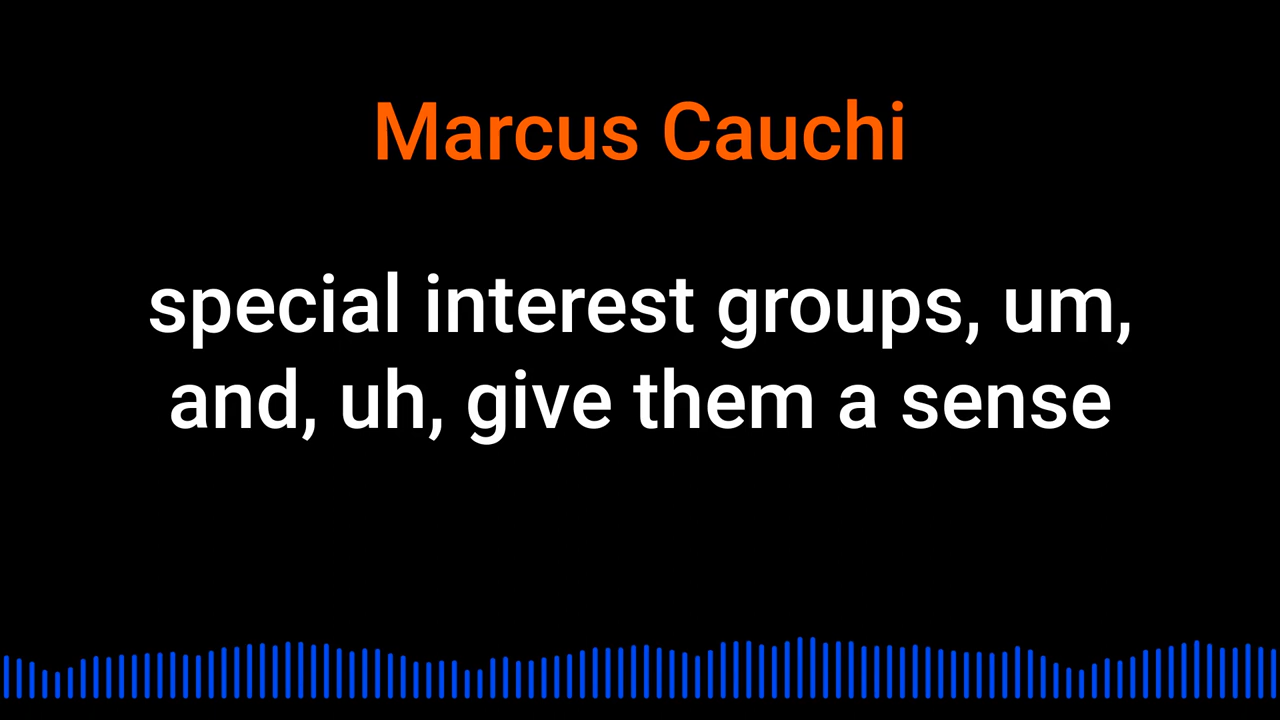 Marcus Cauchi
special interest groups, um,
and, uh, give them a sense